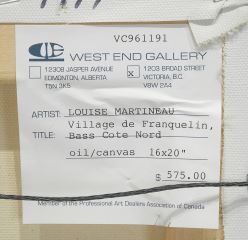 VC961191
WEST END GALLERY
12308 JASPER AVENUE
EDMONTON, ALBERTA
T5N 3K5
x
1203 BROAD STREET
VICTORIA, B.C.
V8W 2A4
ARTIST: LOUISE MARTINEAU
Village de Franquelin,
TITLE: Bass Cote Nord
oil/canvas 16x20"
$ 575.00
Member of the Professional Art Dealers Association of Canada